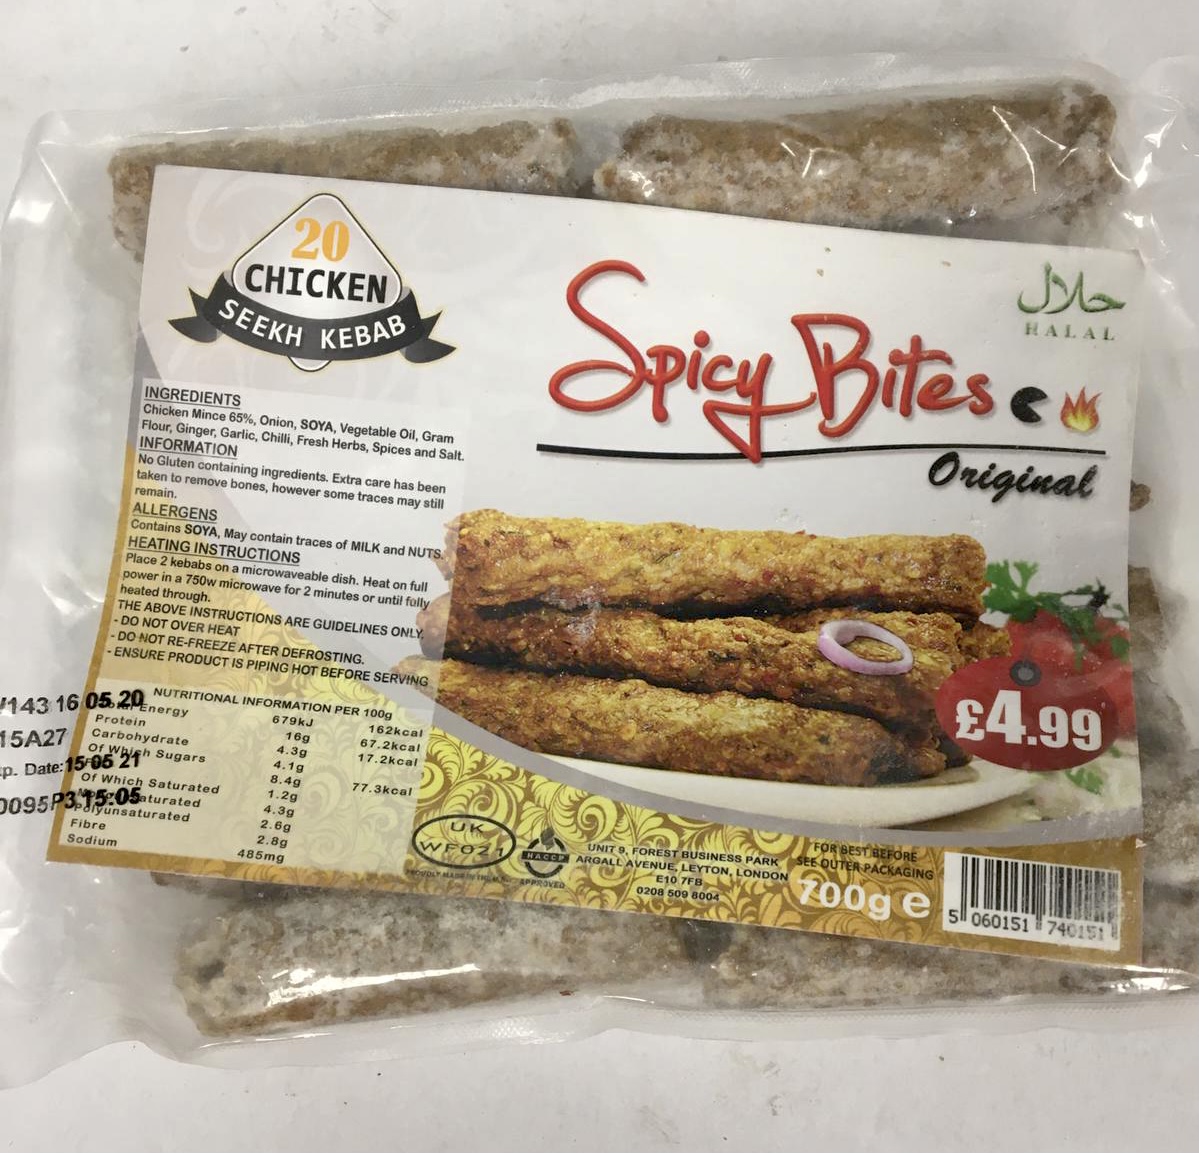 20
CHICKEN
SEEKH KEBAB
حلال
HALAL
Spicy Bites
Original
INGREDIENTS
Chicken Mince 65%, Onion, SOYA, Vegetable Oil, Gram
Flour, Ginger, Garlic, Chilli, Fresh Herbs, Spices and Salt.
INFORMATION
No Gluten containing ingredients. Extra care has been
taken to remove bones, however some traces may still
remain.
ALLERGENS
Contains SOYA, May contain traces of MILK and NUTS.
HEATING INSTRUCTIONS
Place 2 kebabs on a microwaveable dish. Heat on full
power in a 750w microwave for 2 minutes or until fully
heated through.
THE ABOVE INSTRUCTIONS ARE GUIDELINES ONLY.
- DO NOT OVER HEAT
- DO NOT RE-FREEZE AFTER DEFROSTING.
- ENSURE PRODUCT IS PIPING HOT BEFORE SERVING
£4.99
143 16 05 20
15A27
p. Date:15 05 21
0095P3 15:05
NUTRITIONAL INFORMATION PER 100g
Energy 679kJ 162kcal
Protein 16g 67.2kcal
Carbohydrate 4.3g 17.2kcal
Of Which Sugars 4.1g
8.4g 77.3kcal
Of Which Saturated 1.2g
4.3g
Polyunsaturated 2.6g
Fibre 2.8g
Sodium 485mg
UK
WF021
PROUDLY MADE IN THE U.K.
HACCP
APPROVED
UNIT 9, FOREST BUSINESS PARK
ARGALL AVENUE, LEYTON, LONDON
E10 7FB
0208 509 8004
FOR BEST BEFORE
SEE OUTER PACKAGING
700g e
5 060151 740151